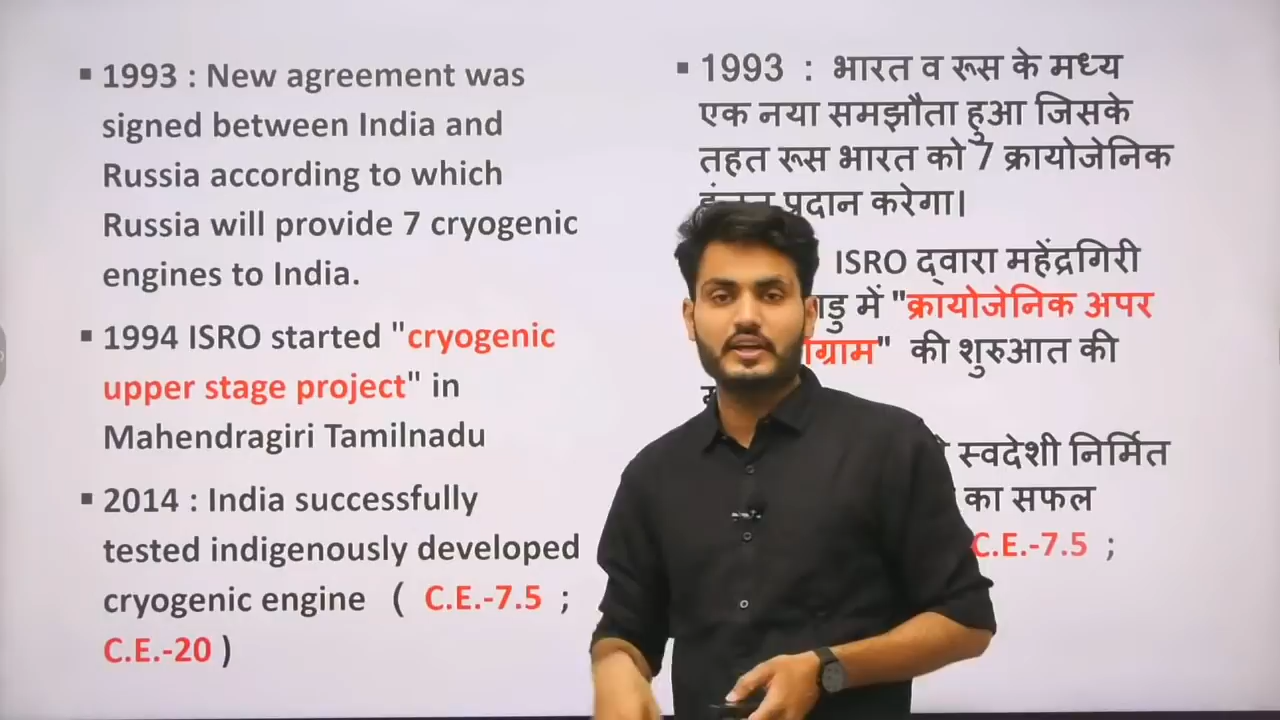 ▪ 1993 : New agreement was
signed between India and
Russia according to which
Russia will provide 7 cryogenic
engines to India.
▪ 1994 ISRO started "cryogenic
upper stage project" in
Mahendragiri Tamilnadu
▪ 2014 : India successfully
tested indigenously developed
cryogenic engine ( C.E.-7.5 ;
C.E.-20 )
▪ 1993 : भारत व रूस के मध्य
एक नया समझौता हुआ जिसके
तहत रूस भारत को 7 क्रायोजेनिक
प्रदान करेगा।
ISRO द्वारा महेंद्रगिरी
में "क्रायोजेनिक अपर
" की शुरुआत की
स्वदेशी निर्मित
का सफल
C.E.-7.5 ;